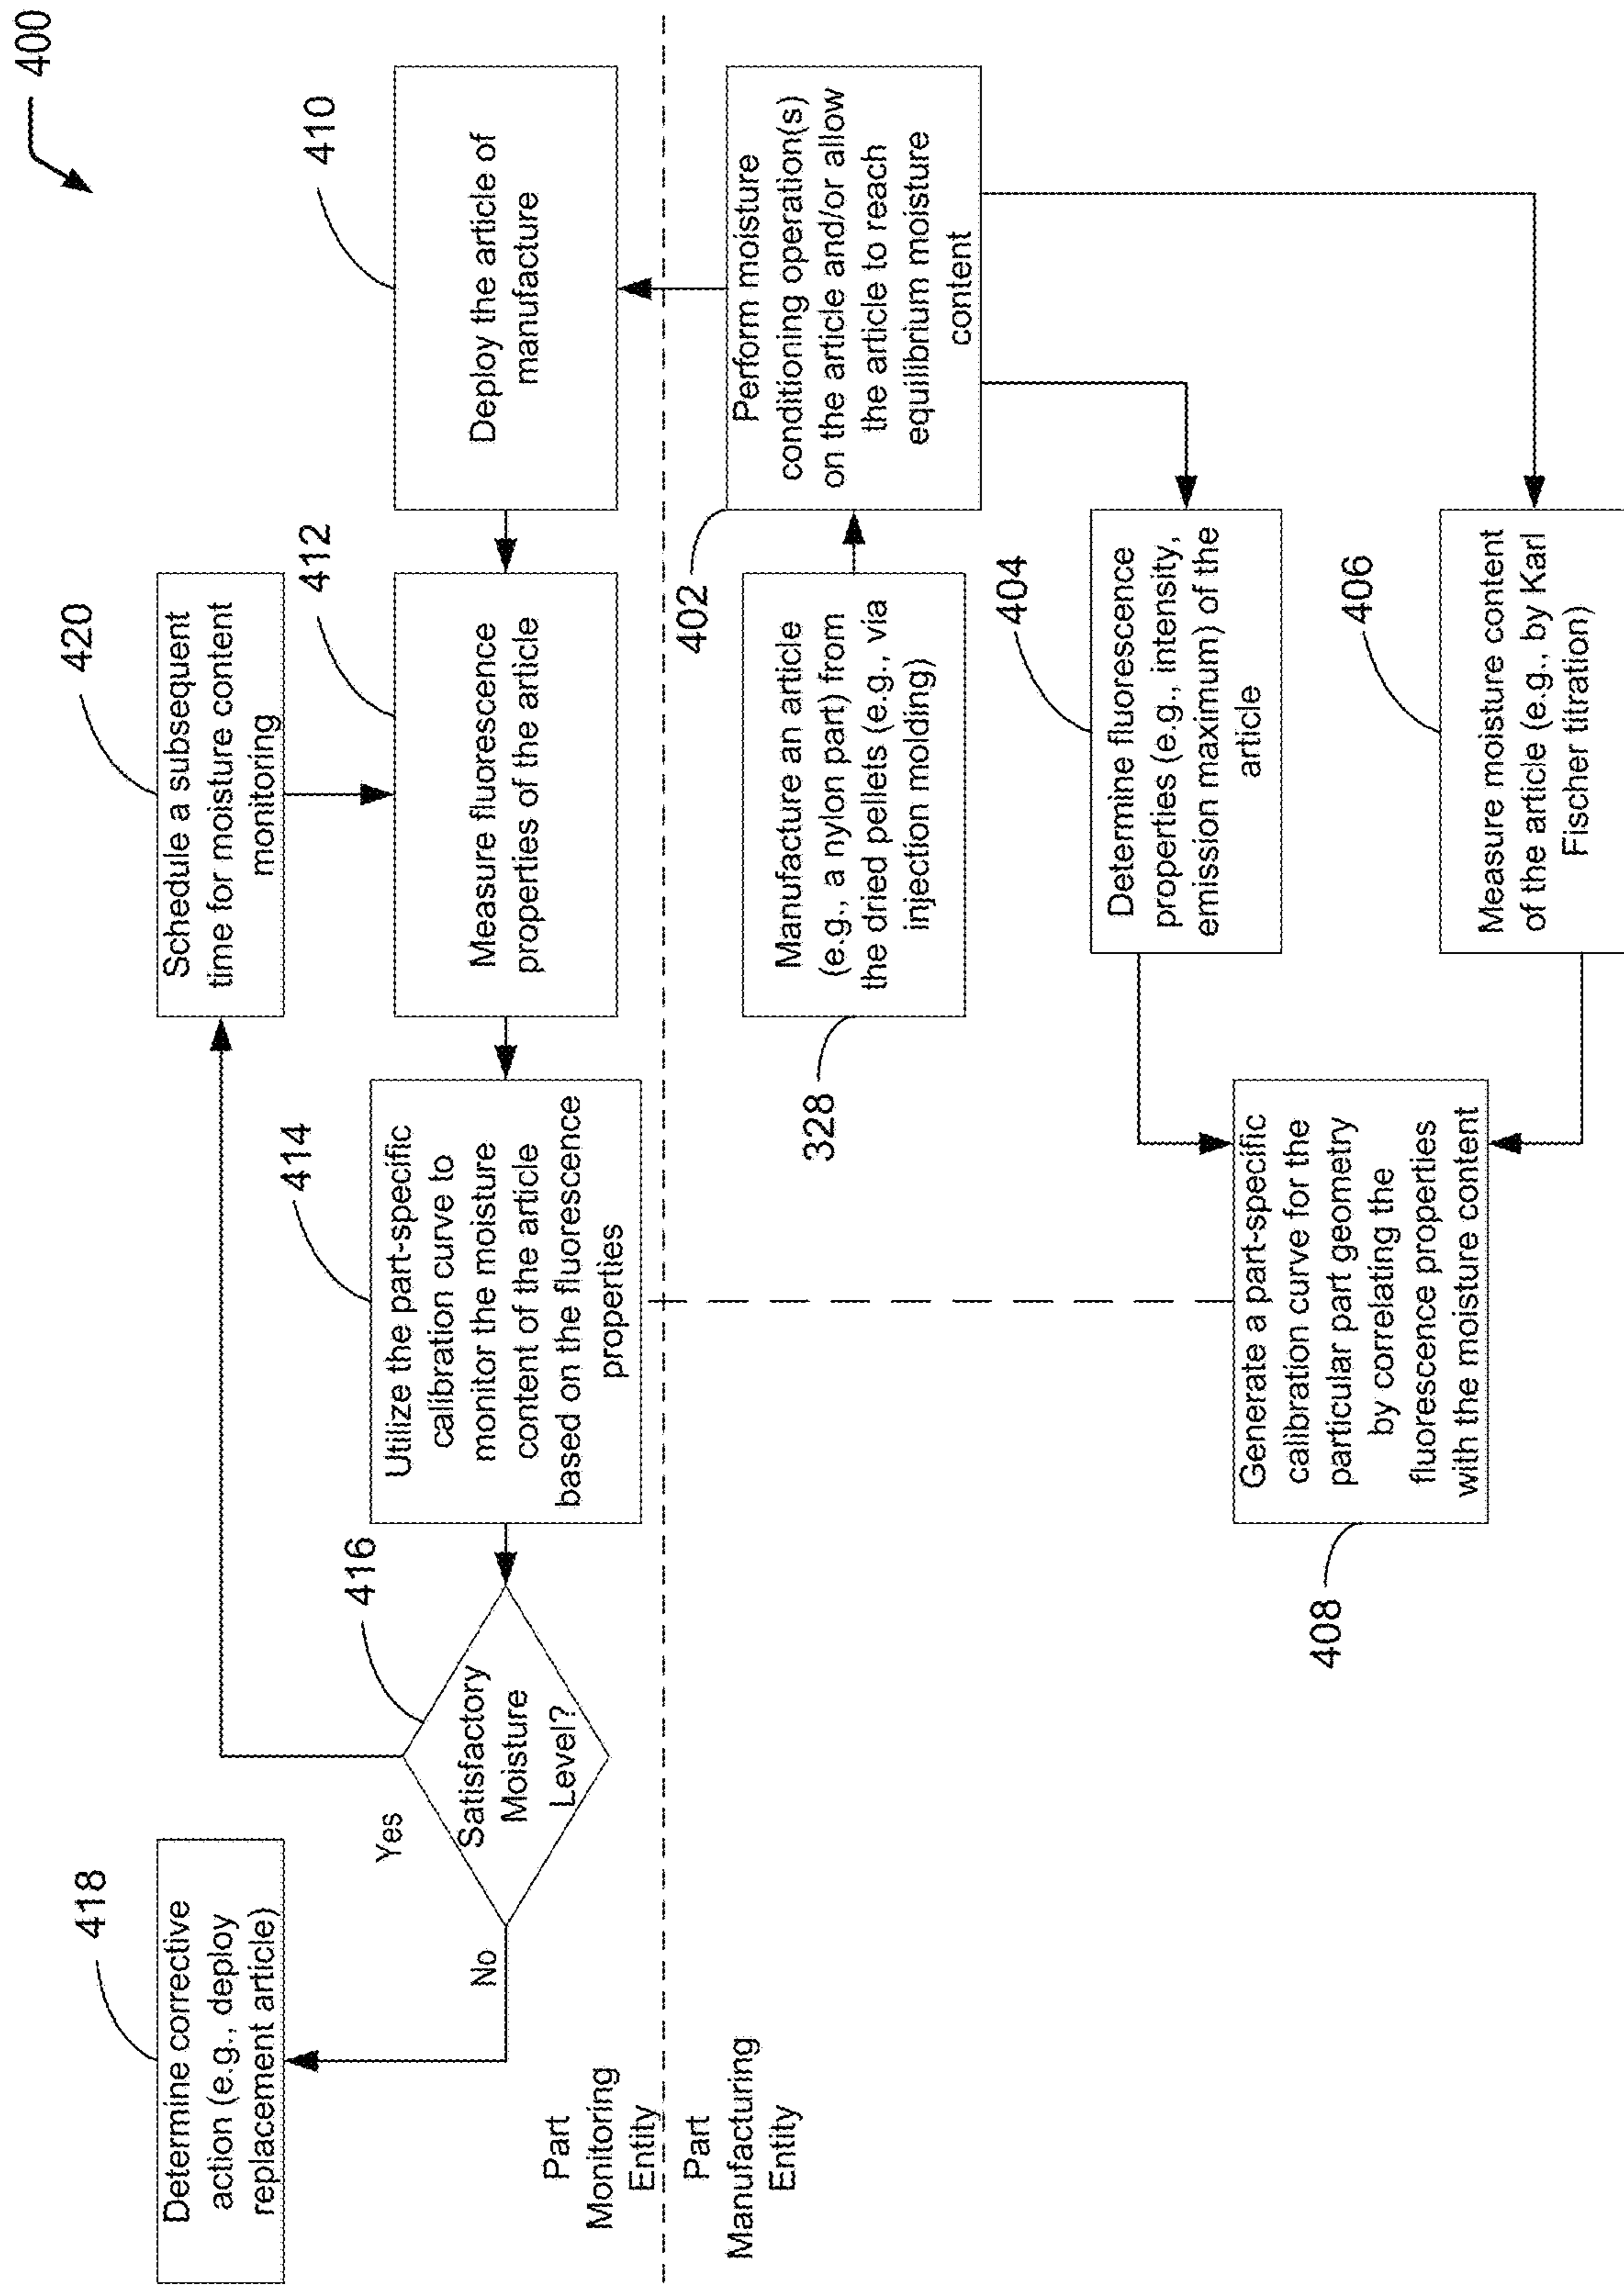 400
418
Determine corrective
action (e.g., deploy
replacement article)
420
Schedule a subsequent
time for moisture content
monitoring
Yes
No
416
Satisfactory
Moisture
Level?
414
Utilize the part-specific
calibration curve to
monitor the moisture
content of the article
based on the fluorescence
properties
412
Measure fluorescence
properties of the article
410
Deploy the article of
manufacture
Part
Monitoring
Entity
Part
Manufacturing
Entity
328
Manufacture an article
(e.g., a nylon part) from
the dried pellets (e.g., via
injection molding)
402
Perform moisture
conditioning operation(s)
on the article and/or allow
the article to reach
equilibrium moisture
content
404
Determine fluorescence
properties (e.g., intensity,
emission maximum) of the
article
406
Measure moisture content
of the article (e.g., by Karl
Fischer titration)
408
Generate a part-specific
calibration curve for the
particular part geometry
by correlating the
fluorescence properties
with the moisture content